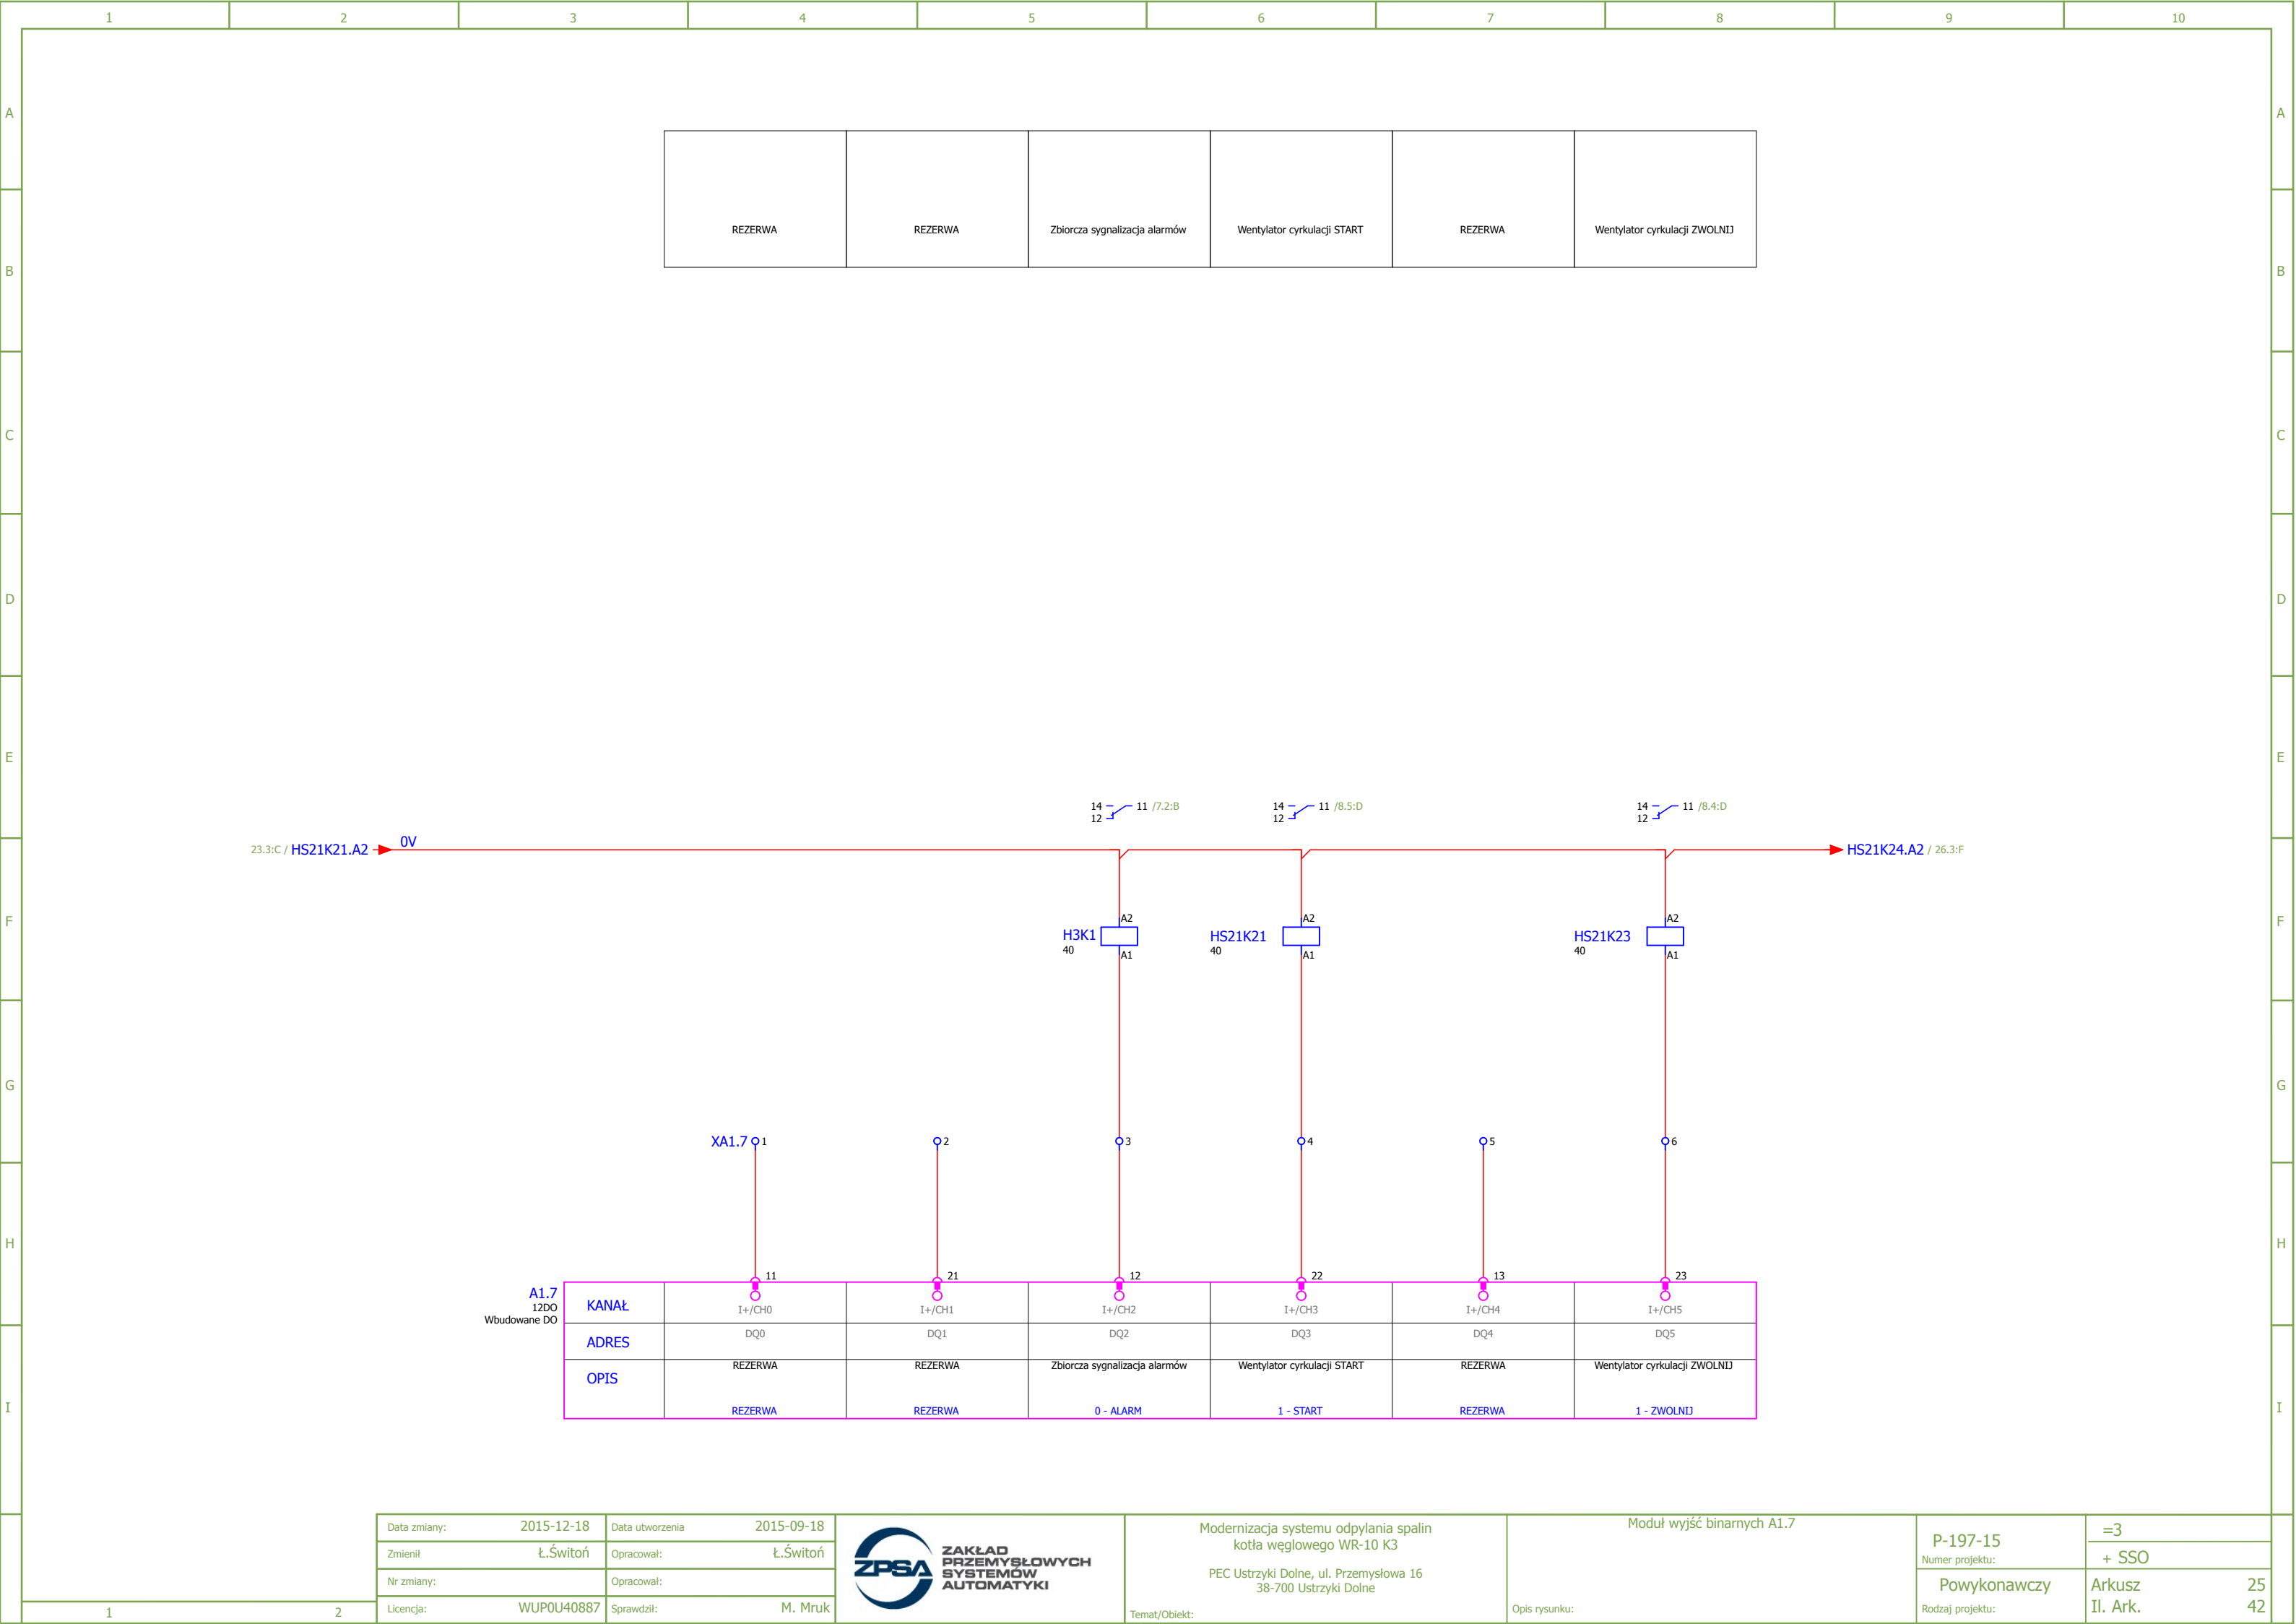 1 2 3 4 5 6 7 8 9 10
A A
REZERWA REZERWA Zbiorcza sygnalizacja alarmów Wentylator cyrkulacji START REZERWA Wentylator cyrkulacji ZWOLNIJ
B B
C C
D D
E E
14 11 /7.2:B 14 11 /8.5:D 14 11 /8.4:D
12 12 12
23.3:C / HS21K21.A2 0V HS21K24.A2 / 26.3:F
F F
A2 A2 A2
H3K1 HS21K21 HS21K23
40 40 40
A1 A1 A1
G G
XA1.7 1 2 3 4 5 6
H H
11 21 12 22 13 23
A1.7
12DO
Wbudowane DO
KANAŁ I+/CH0 I+/CH1 I+/CH2 I+/CH3 I+/CH4 I+/CH5
ADRES DQ0 DQ1 DQ2 DQ3 DQ4 DQ5
OPIS REZERWA REZERWA Zbiorcza sygnalizacja alarmów Wentylator cyrkulacji START REZERWA Wentylator cyrkulacji ZWOLNIJ
REZERWA REZERWA 0 - ALARM 1 - START REZERWA 1 - ZWOLNIJ
I I
Data zmiany: 2015-12-18 Data utworzenia 2015-09-18
Zmienił Ł.Świtoń Opracował: Ł.Świtoń
Nr zmiany: Opracował:
Licencja: WUP0U40887 Sprawdził: M. Mruk
1 2
ZPSA
ZAKŁAD
PRZEMYSŁOWYCH
SYSTEMÓW
AUTOMATYKI
Modernizacja systemu odpylania spalin
kotła węglowego WR-10 K3
PEC Ustrzyki Dolne, ul. Przemysłowa 16
38-700 Ustrzyki Dolne
Temat/Obiekt:
Moduł wyjść binarnych A1.7
Opis rysunku:
P-197-15
Numer projektu:
Powykonawczy
Rodzaj projektu:
=3
+ SSO
Arkusz 25
Il. Ark. 42